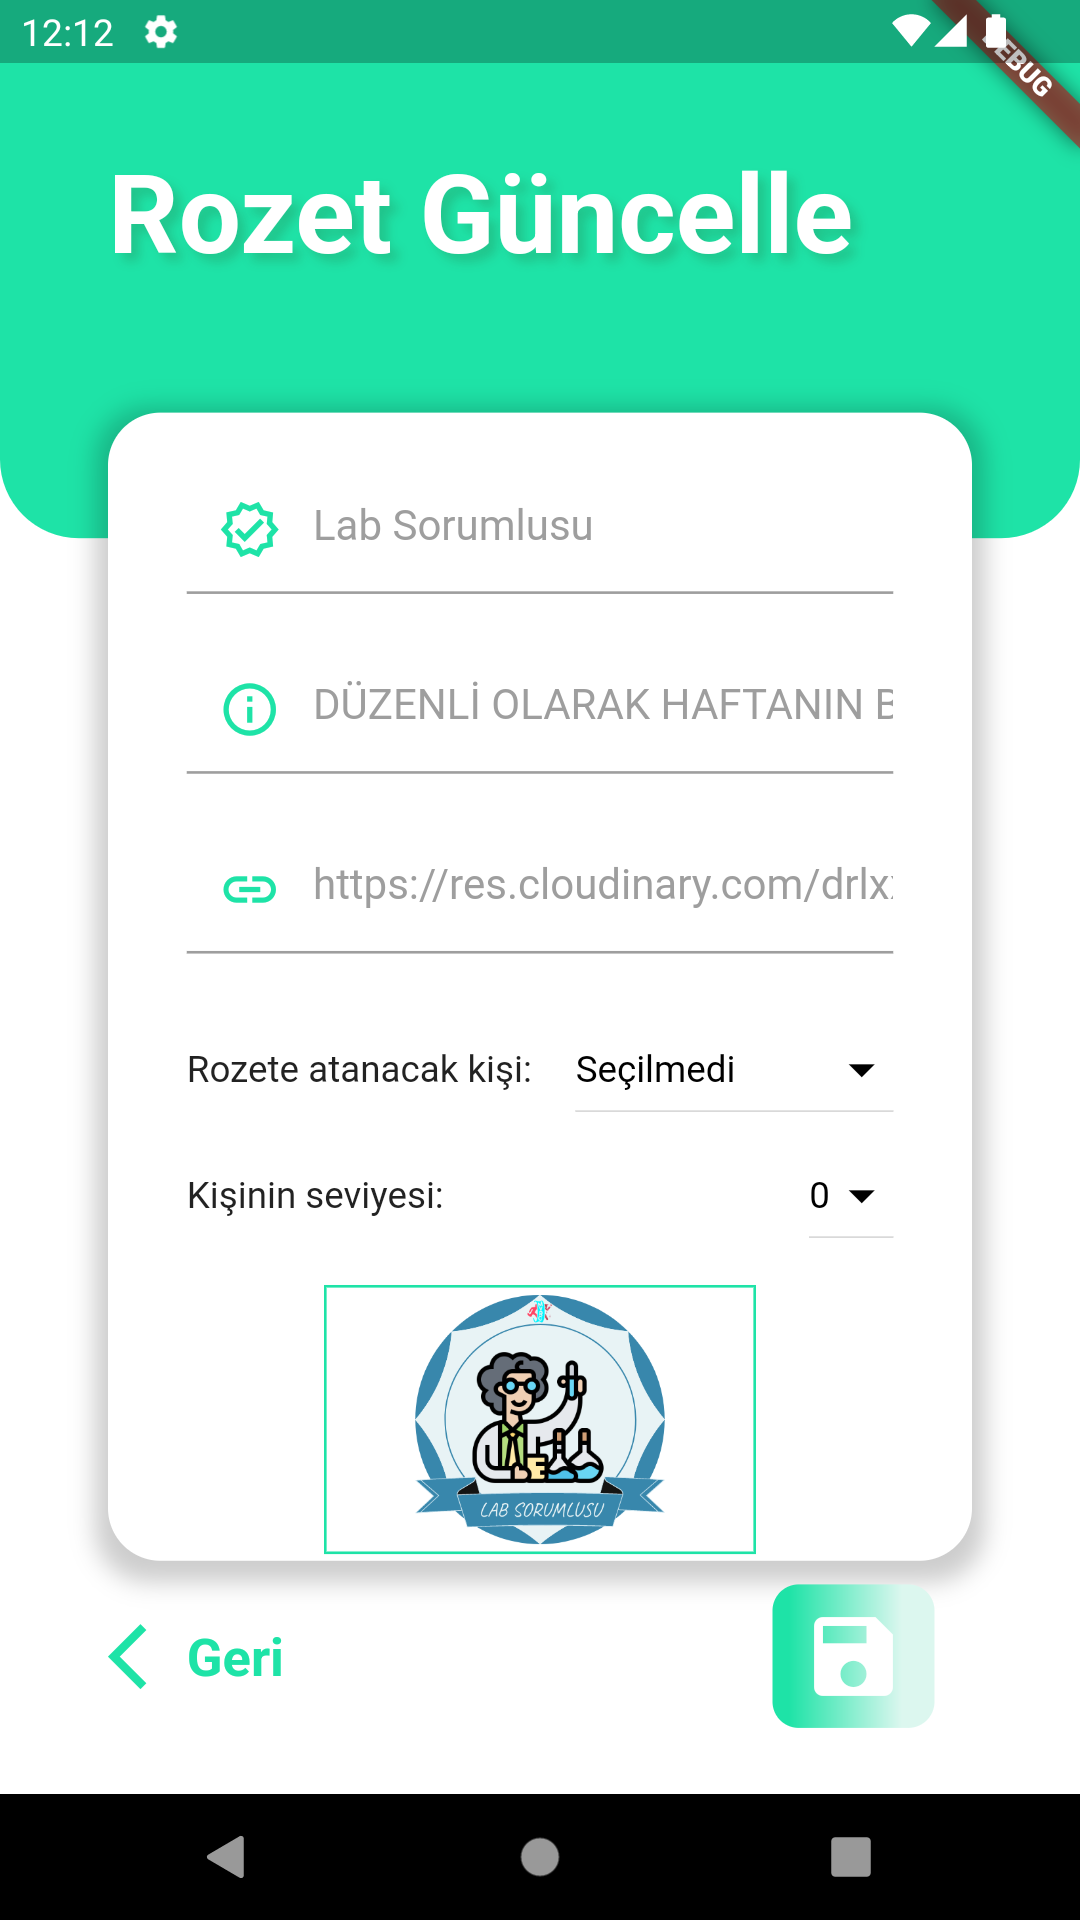 12:12
DEBUG
Rozet Güncelle
Lab Sorumlusu
DÜZENLİ OLARAK HAFTANIN
https://res.cloudinary.com/drlx
Rozete atanacak kişi: Seçilmedi
Kişinin seviyesi: 0
LAB SORUMLUSU
Geri